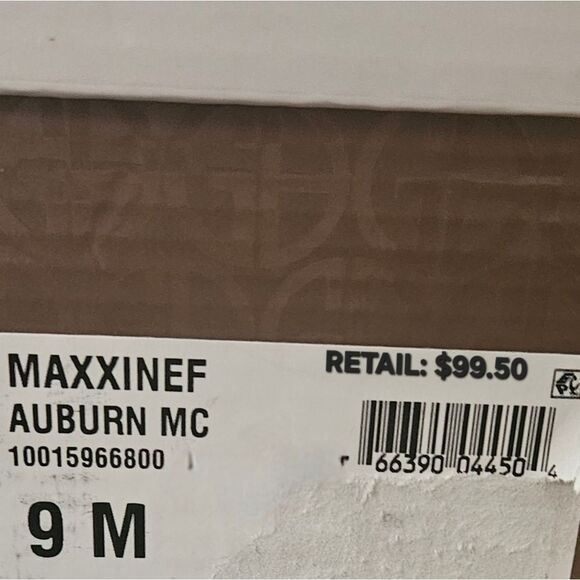 MAXXINEF
RETAIL: $99.50
AUBURN MC
10015966800
66390 04450 4
9 M